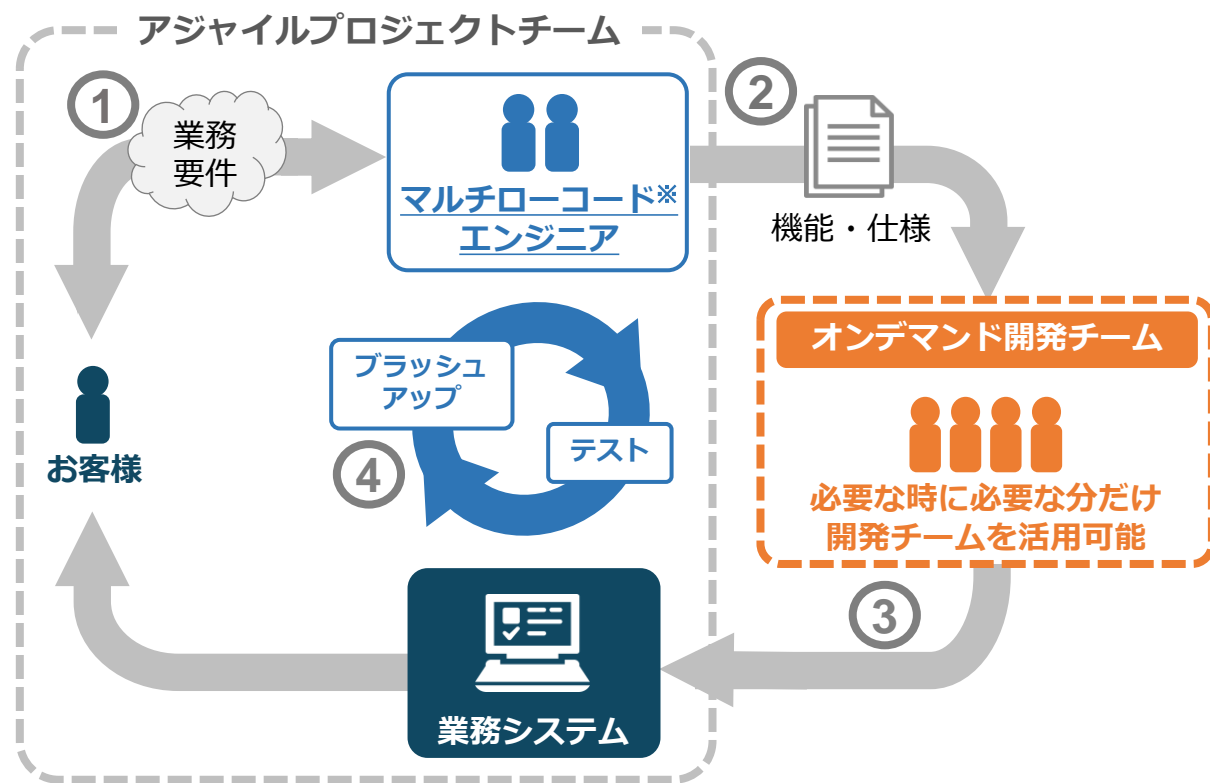 アジャイルプロジェクトチーム
1
業務
要件
マルチローコード※
エンジニア
2
機能・仕様
オンデマンド開発チーム
必要な時に必要な分だけ
開発チームを活用可能
3
業務システム
お客様
4
ブラッシュ
アップ
テスト